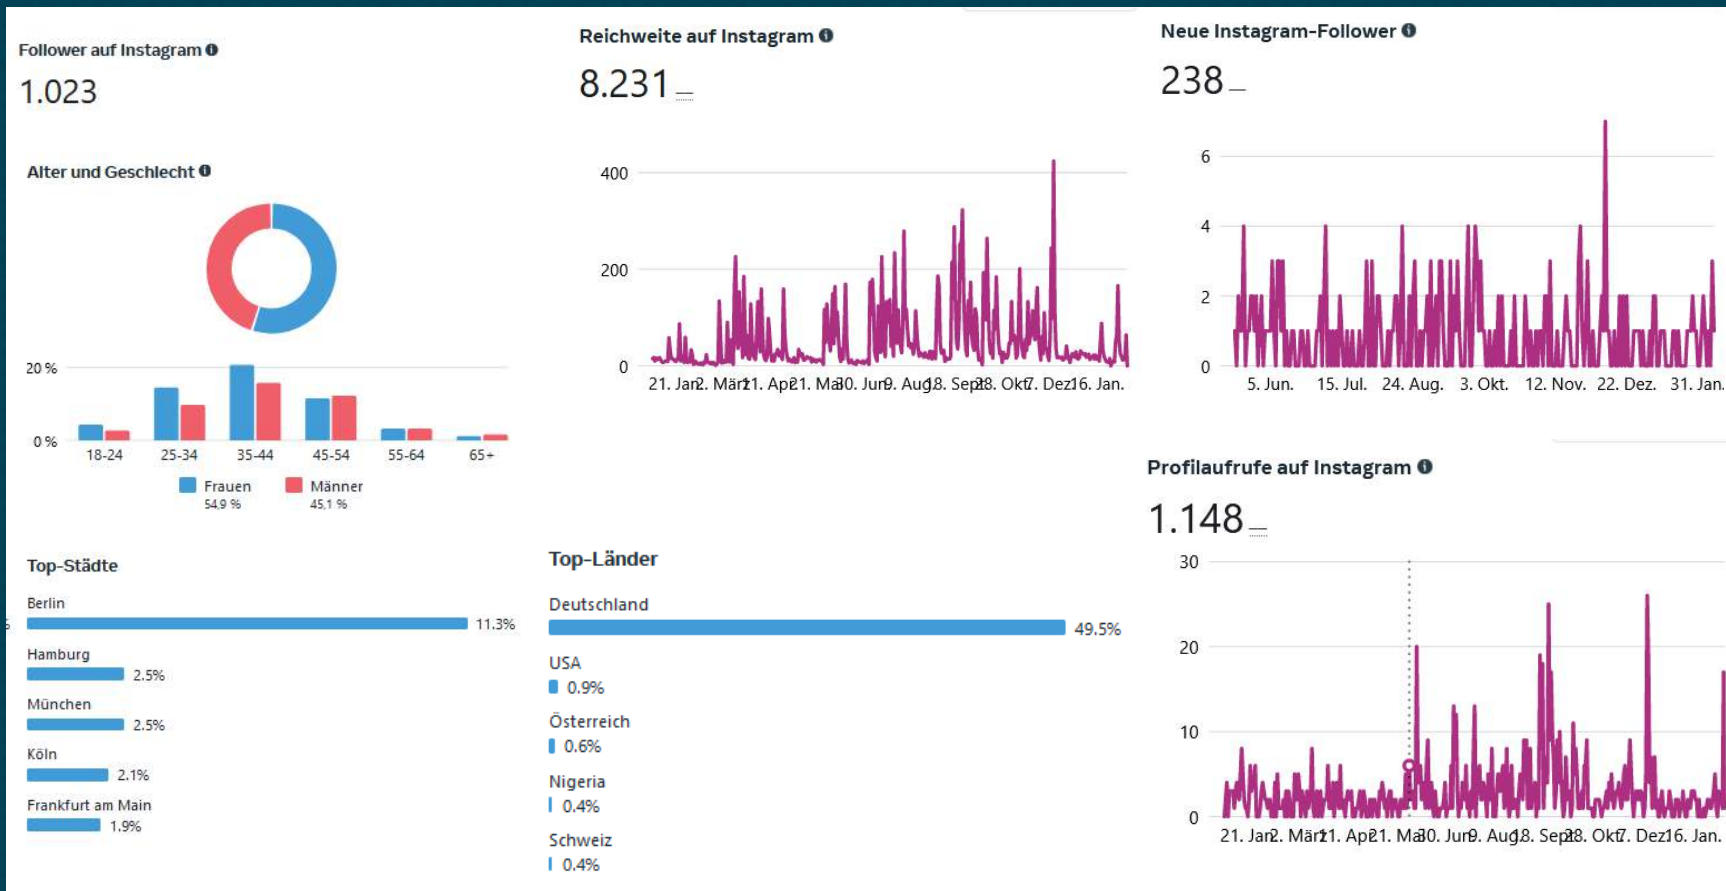 Follower auf Instagram
1.023
Alter und Geschlecht
20 %
0 %
18-24
25-34
35-44
45-54
55-64
65+
Frauen
54,9 %
Männer
45,1 %
Top-Städte
Berlin
11.3%
Hamburg
2.5%
München
2.5%
Köln
2.1%
Frankfurt am Main
1.9%
Reichweite auf Instagram
8.231
400
200
0
21. Jan. 2. März 11. Apr. 21. Mai 30. Jun. 9. Aug. 18. Sept. 28. Okt. 7. Dez. 16. Jan.
Top-Länder
Deutschland
49.5%
USA
0.9%
Österreich
0.6%
Nigeria
0.4%
Schweiz
0.4%
Neue Instagram-Follower
238
6
4
2
0
5. Jun. 15. Jul. 24. Aug. 3. Okt. 12. Nov. 22. Dez. 31. Jan.
Profilaufrufe auf Instagram
1.148
30
20
10
0
21. Jan. 2. März 11. Apr. 21. Mai 30. Jun. 9. Aug. 18. Sept. 28. Okt. 7. Dez. 16. Jan.